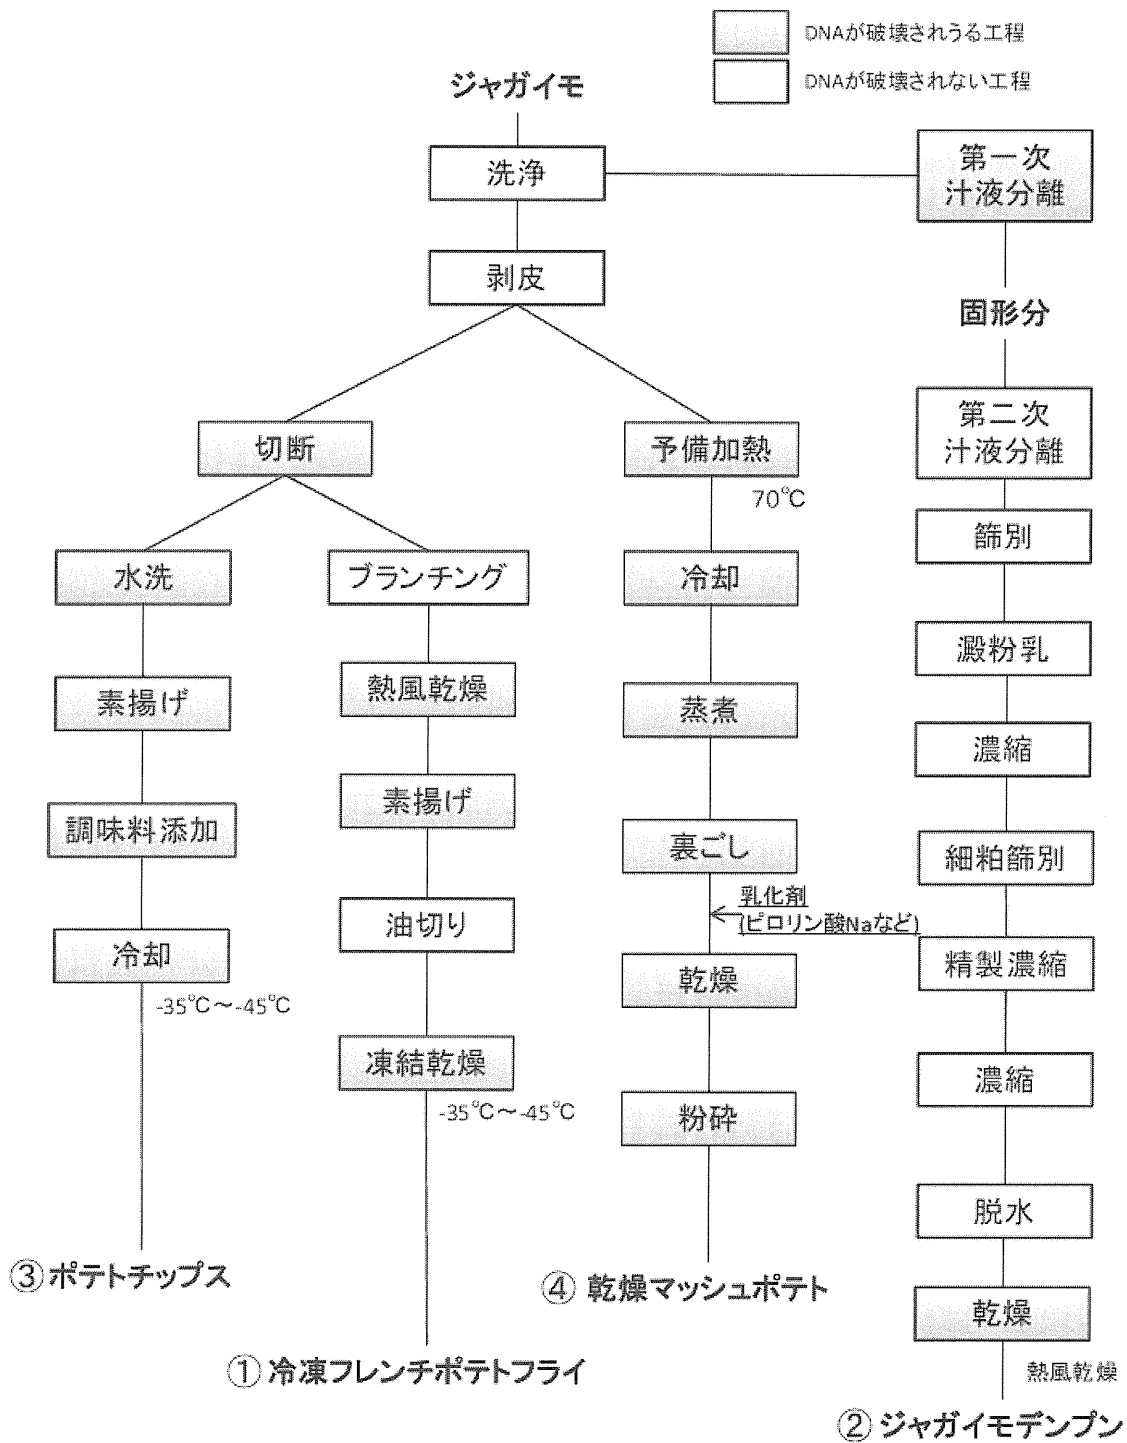 DNAが破壊されうる工程
DNAが破壊されない工程
ジャガイモ
洗浄
剥皮
切断
水洗
素揚げ
調味料添加
冷却
-35℃～-45℃
③ポテトチップス
ブランチング
熱風乾燥
素揚げ
油切り
凍結乾燥
-35℃～-45℃
① 冷凍フレンチポテトフライ
予備加熱
70℃
冷却
蒸煮
裏ごし
乳化剤
(ピロリン酸Naなど)
乾燥
粉砕
④ 乾燥マッシュポテト
第一次
汁液分離
固形分
第二次
汁液分離
篩別
澱粉乳
濃縮
細粕篩別
精製濃縮
濃縮
脱水
乾燥
熱風乾燥
②ジャガイモデンプン